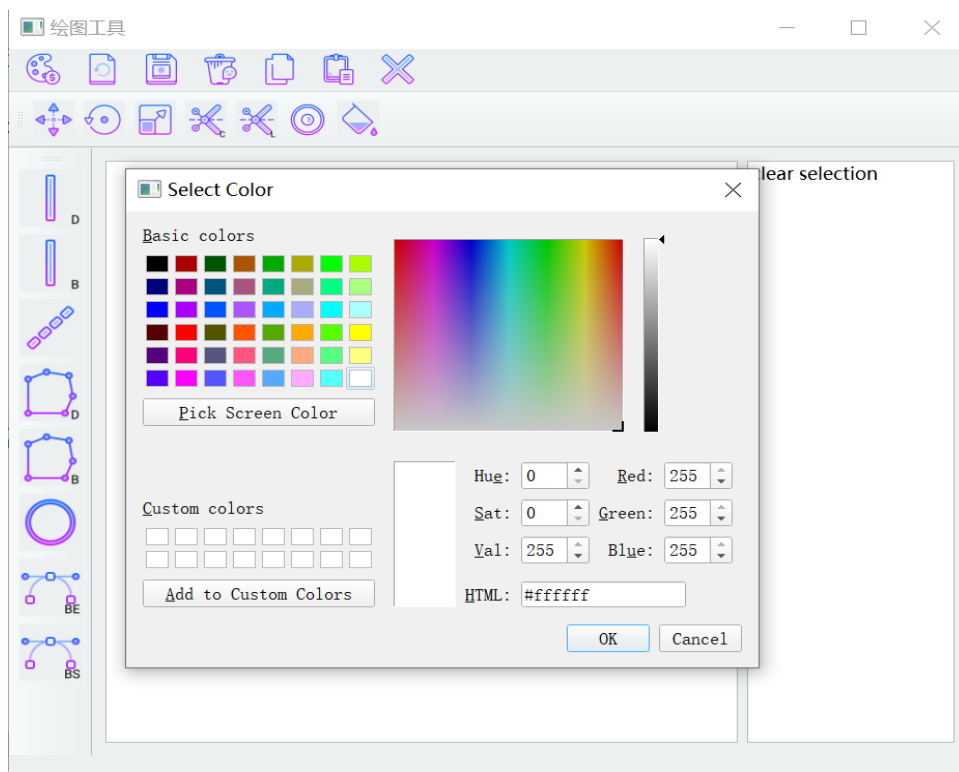 绘图工具
C
L
D
B
D
B
BE
BS
clear selection
Select Color
Basic colors
Pick Screen Color
Custom colors
Add to Custom Colors
Hue: 0
Red: 255
Sat: 0
Green: 255
Val: 255
Blue: 255
HTML: #ffffff
OK
Cancel